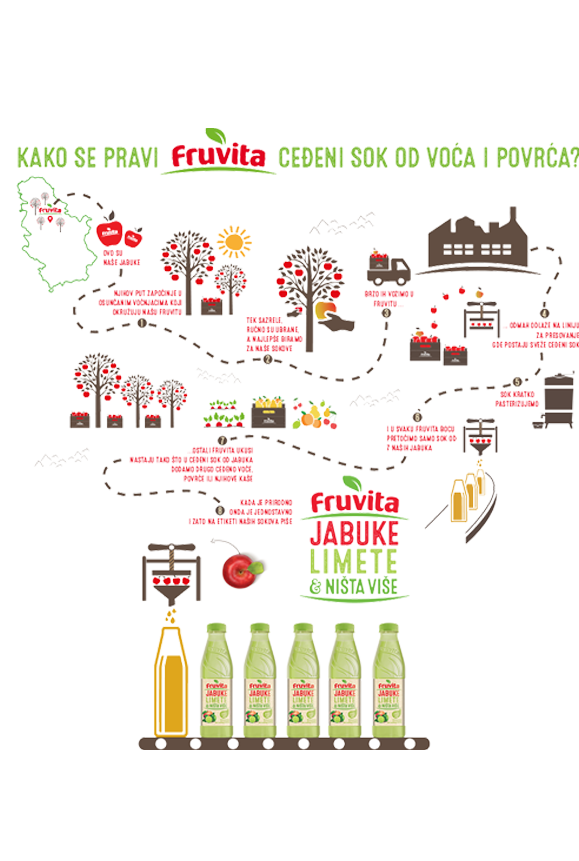 KAKO SE PRAVI Fruvita CEĐENI SOK OD VOĆA I POVRĆA?
Fruvita
OVO SU
NAŠE JABUKE
NJIHOV PUT ZAPOČINJE U
OSUNČANIM VOĆNJACIMA KOJI
OKRUŽUJU NAŠU FRUVITU
1
TEK SAZRELE,
RUČNO SU UBRANE,
A NAJLEPŠE BIRAMO
ZA NAŠE SOKOVE
2
BRZO IH VOZIMO U
FRUVITU ...
3
4
... ODMAH DOLAZE NA LINIJU
ZA PRESOVANJE
GDE POSTAJU SVEŽE CEĐENI SOK
5
SOK KRATKO
PASTERIZUJEMO
6
I U SVAKU FRUVITA BOCU
PRETOČIMO SAMO SOK OD
7 NAŠIH JABUKA
7
...OSTALI FRUVITA UKUSI
NASTAJU TAKO ŠTO U CEĐENI SOK OD JABUKA
DODAMO DRUGO CEĐENO VOĆE,
POVRĆE ILI NJIHOVE KAŠE
8
KADA JE PRIRODNO
ONDA JE JEDNOSTAVNO
I ZATO NA ETIKETI NAŠIH SOKOVA PIŠE
Fruvita
JABUKE
LIMETE
& NIŠTA VIŠE
Fruvita
JABUKE
LIMETE
& NIŠTA VIŠE
Fruvita
JABUKE
LIMETE
& NIŠTA VIŠE
Fruvita
JABUKE
LIMETE
& NIŠTA VIŠE
Fruvita
JABUKE
LIMETE
& NIŠTA VIŠE
Fruvita
JABUKE
LIMETE
& NIŠTA VIŠE